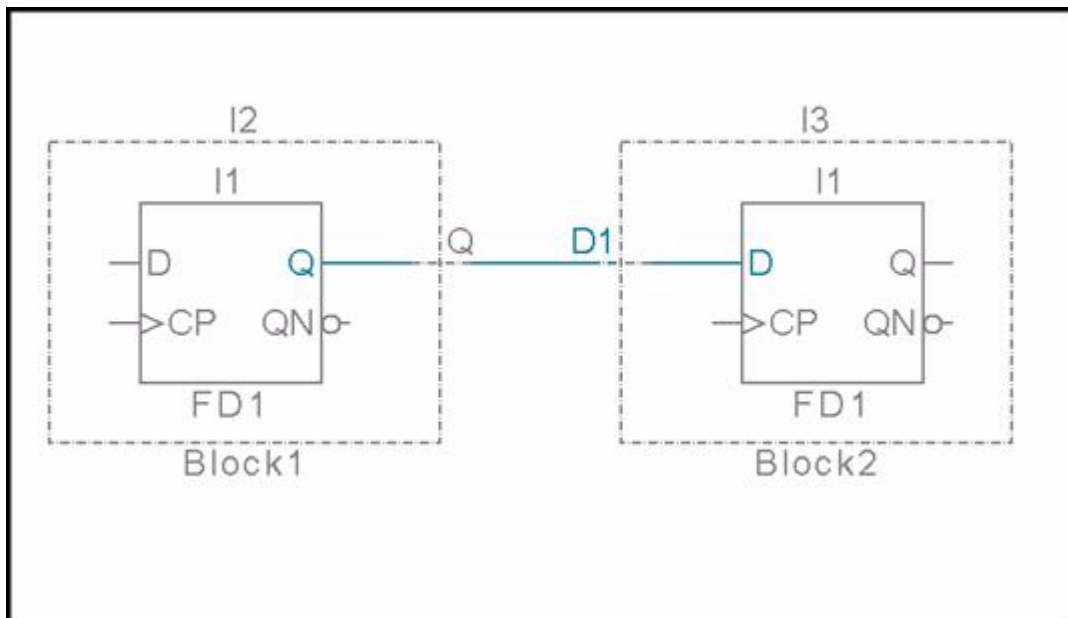 I2
I3
I1
I1
D
Q
Q
D1
D
Q
CP
QN
CP
QN
FD1
FD1
Block1
Block2